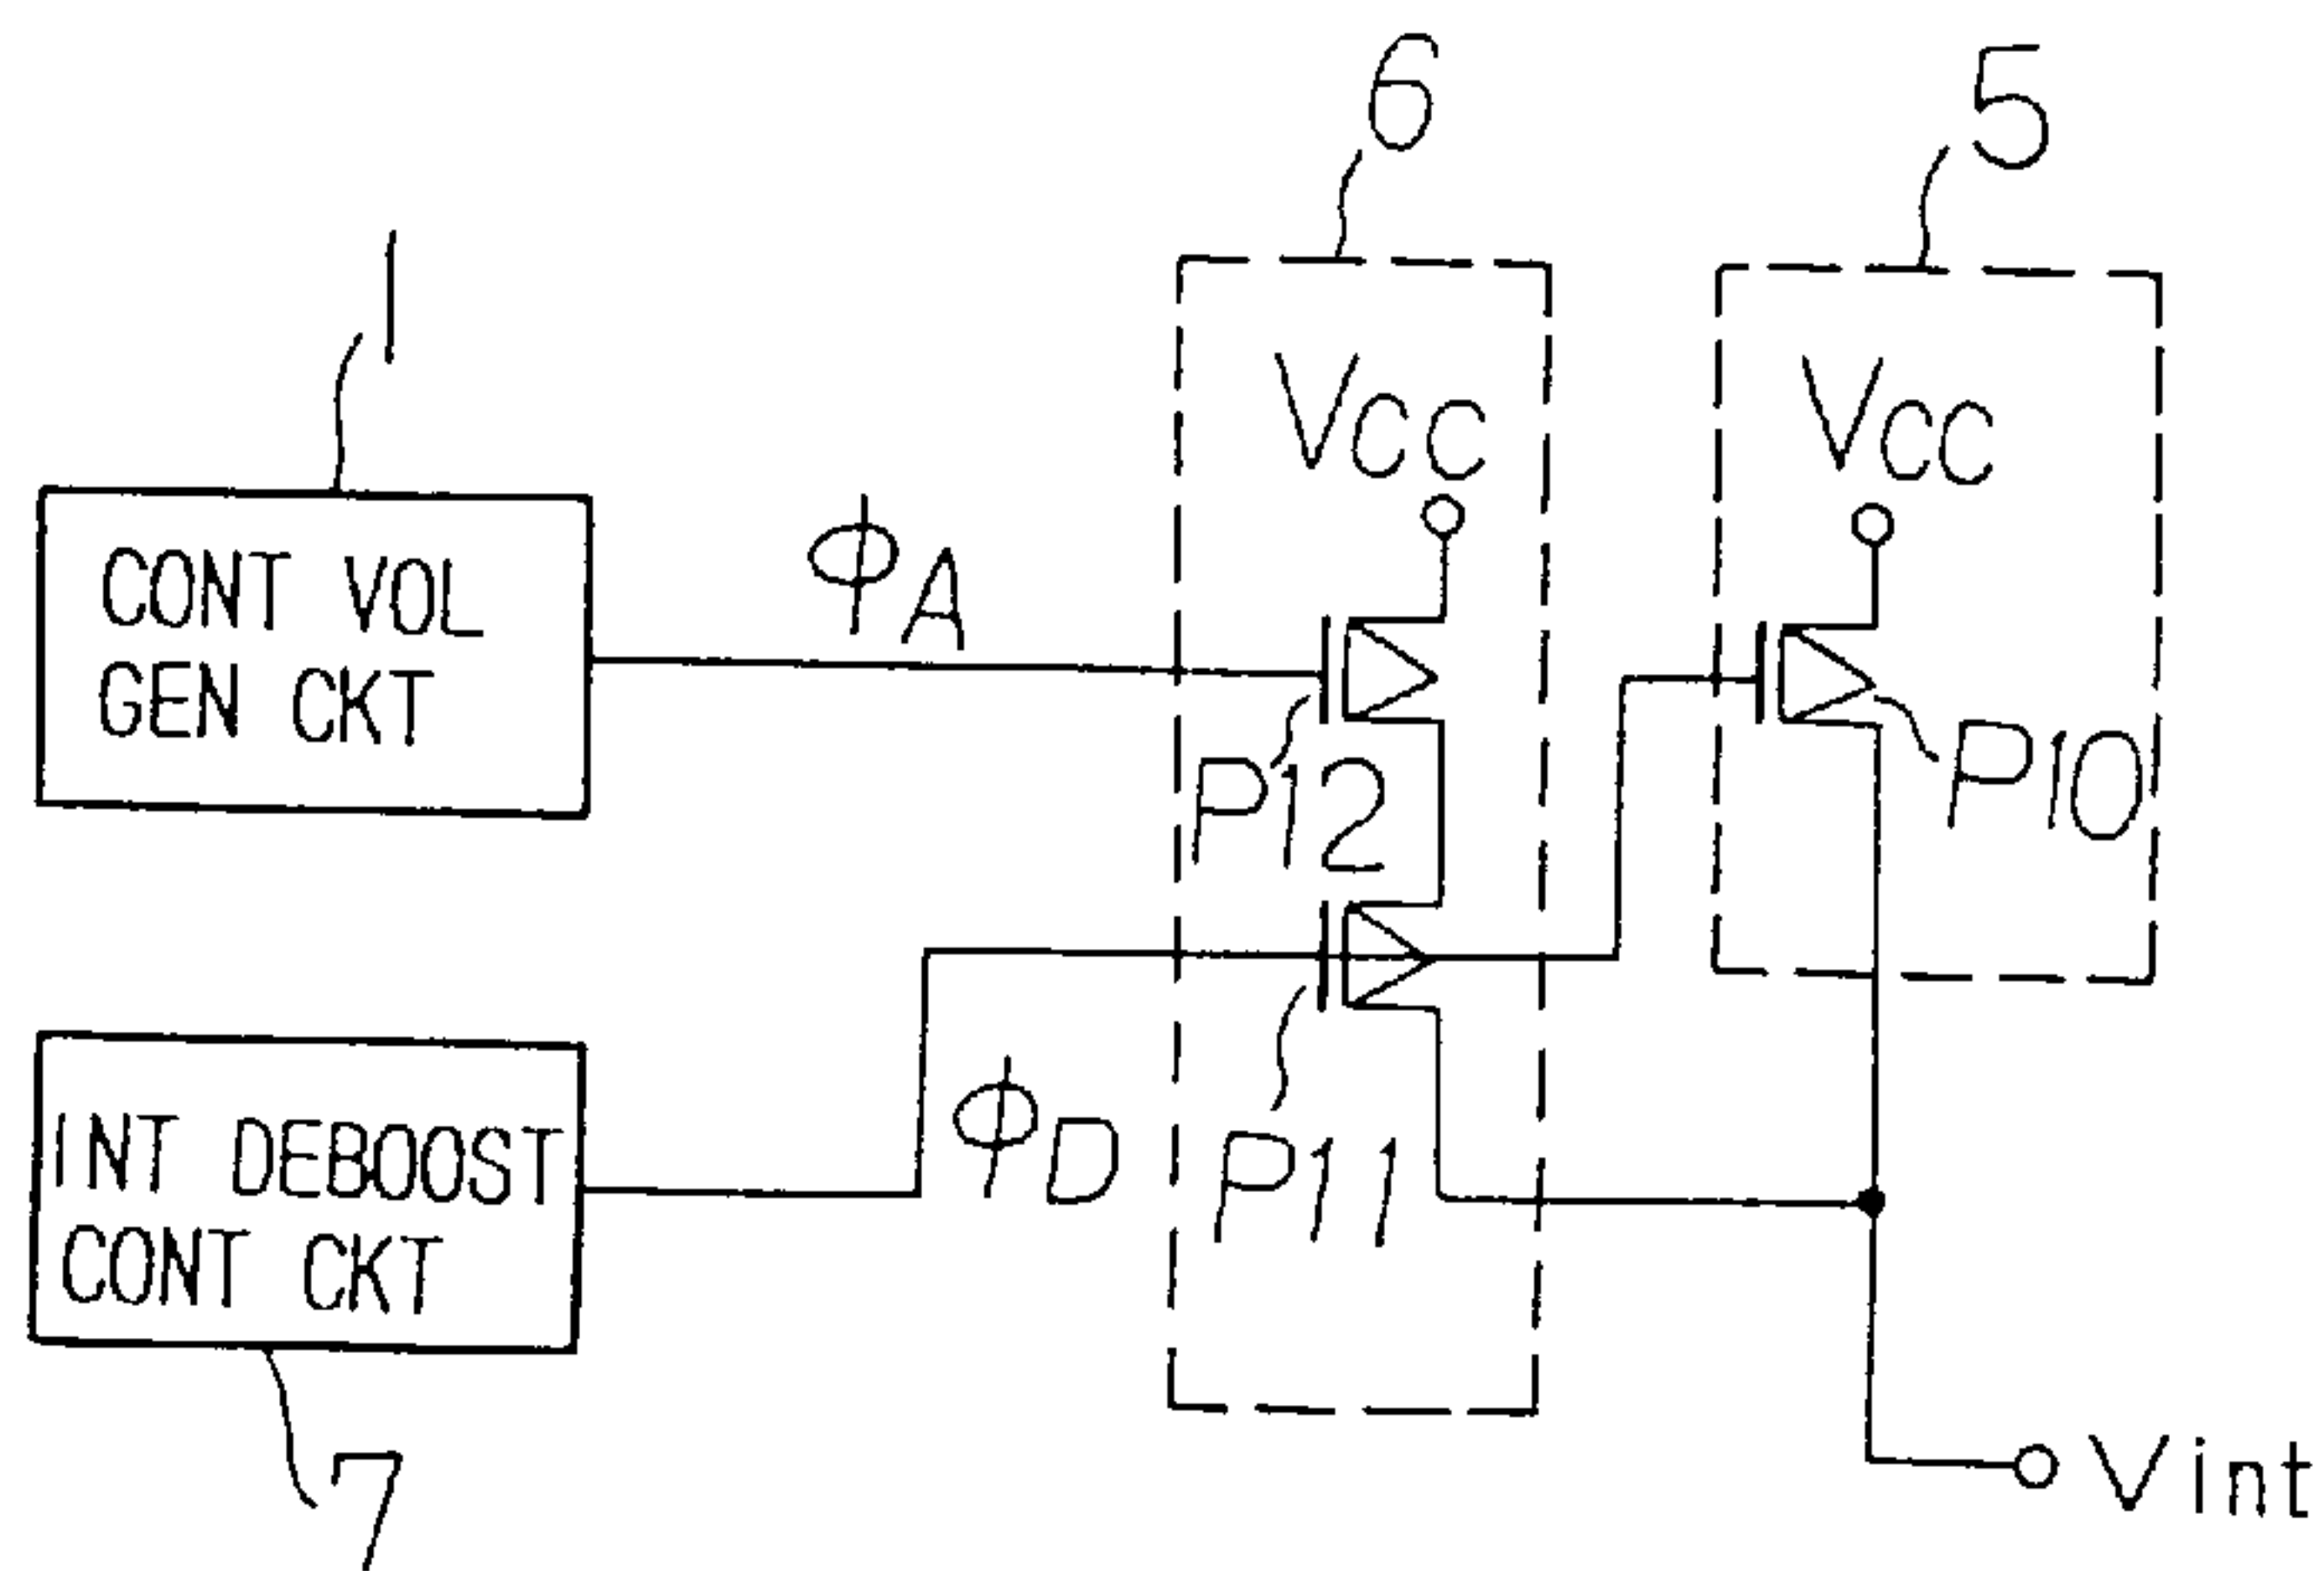 6
5
1
VCC
VCC
CONT VOL
GEN CKT
ϕA
P12
P10
INT DEBOOST
CONT CKT
ϕD
P11
7
Vint